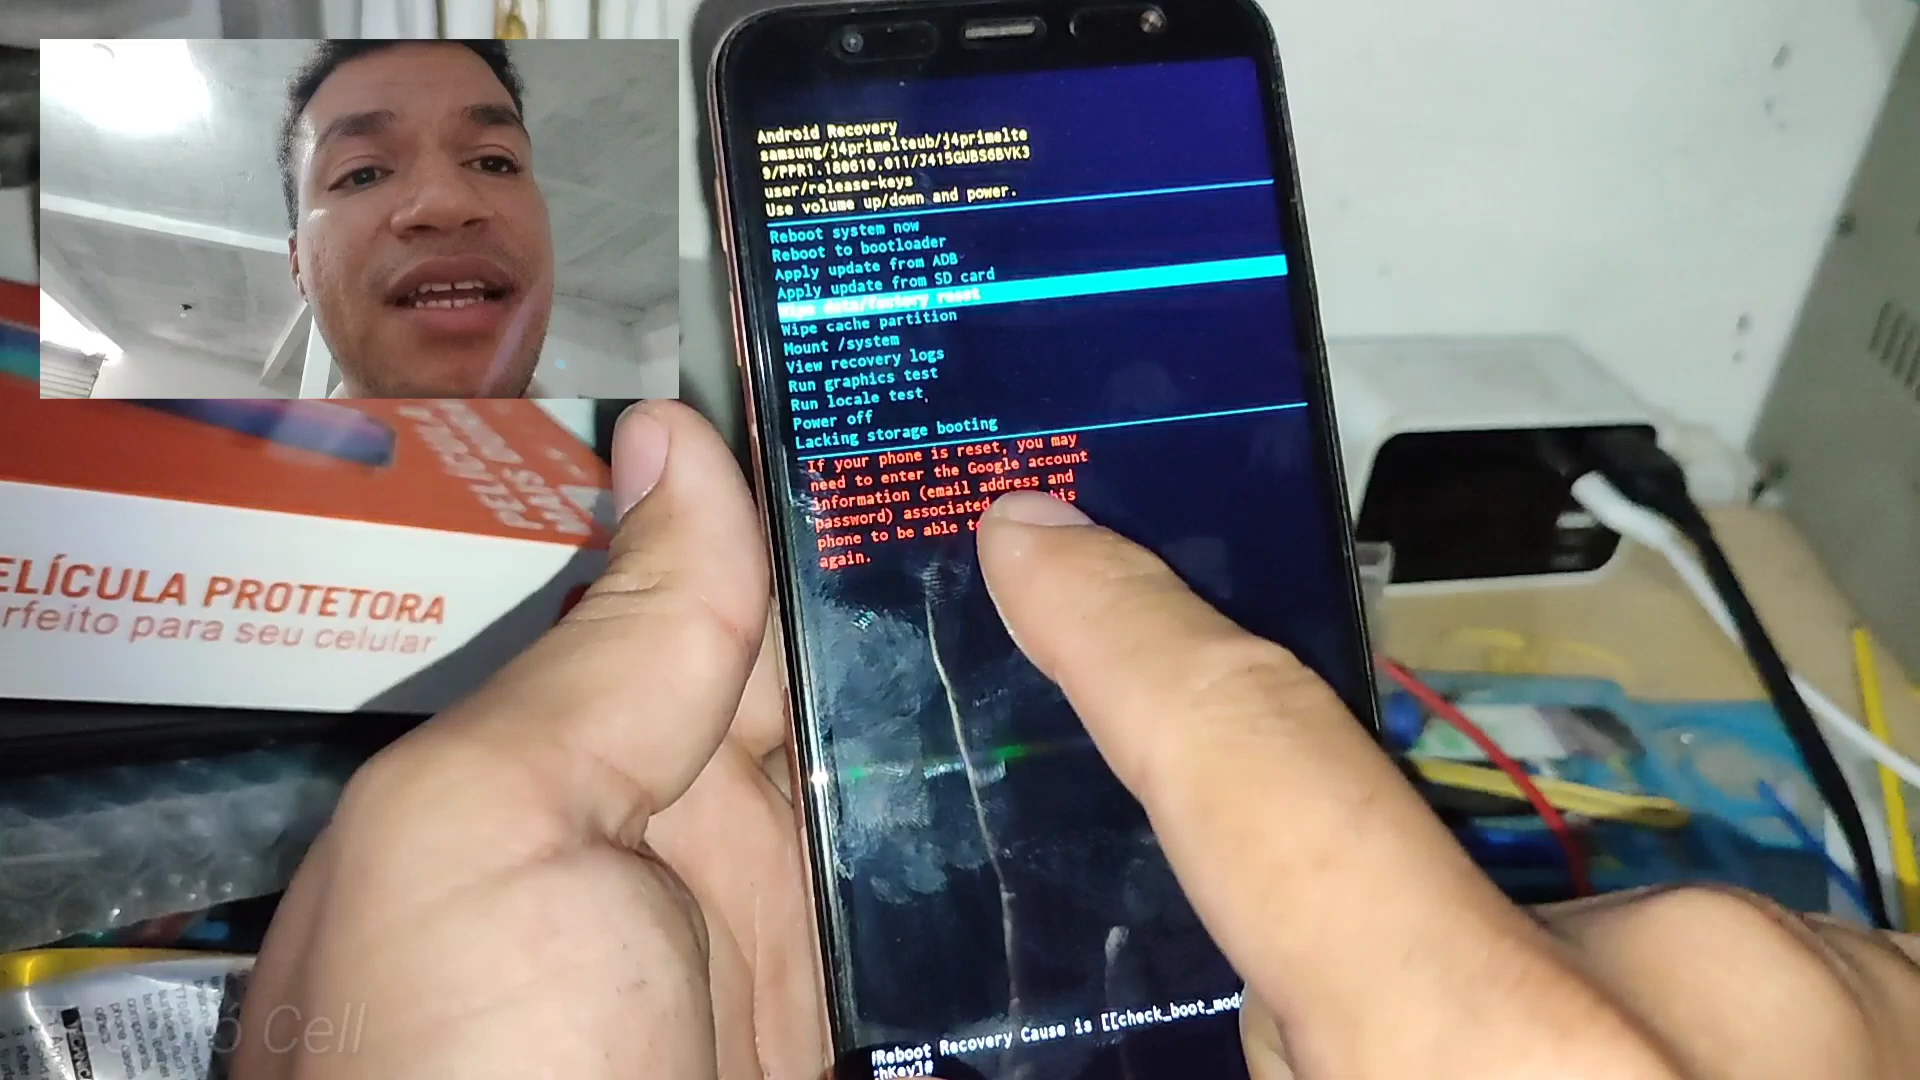 Android Recovery
samsung/j4primelteub/j4primelte
9/PPR1.180610.011/J415GUBS6BVK3
user/release-keys
Use volume up/down and power.
Reboot system now
Reboot to bootloader
Apply update from ADB
Apply update from SD card
Wipe data/factory reset
Wipe cache partition
Mount /system
View recovery logs
Run graphics test
Run locale test
Power off
Lacking storage booting
If your phone is reset, you may
need to enter the Google account
information (email address and
password) associated
phone to be able
again.
#Reboot Recovery Cause is [[check_boot_mode
:hKey]#
PELÍCULA
MAIS
ELÍCULA PROTETORA
rfeito para seu celular
Cell